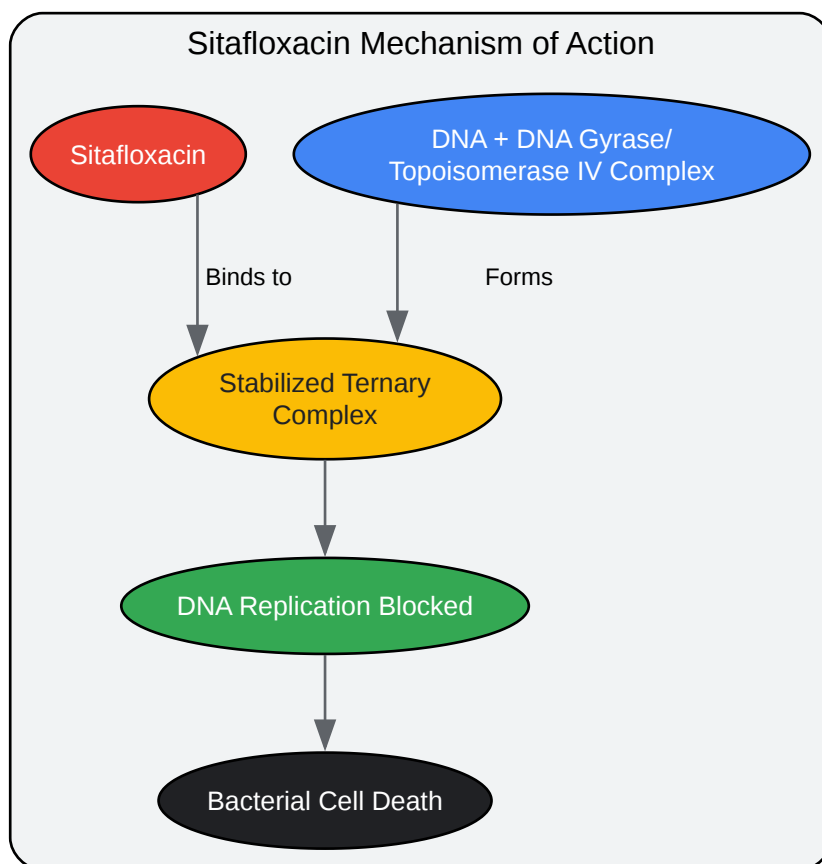 Sitafloxacin Mechanism of Action
Sitafloxacin
DNA + DNA Gyrase/
Topoisomerase IV Complex
Binds to
Forms
Stabilized Ternary
Complex
DNA Replication Blocked
Bacterial Cell Death